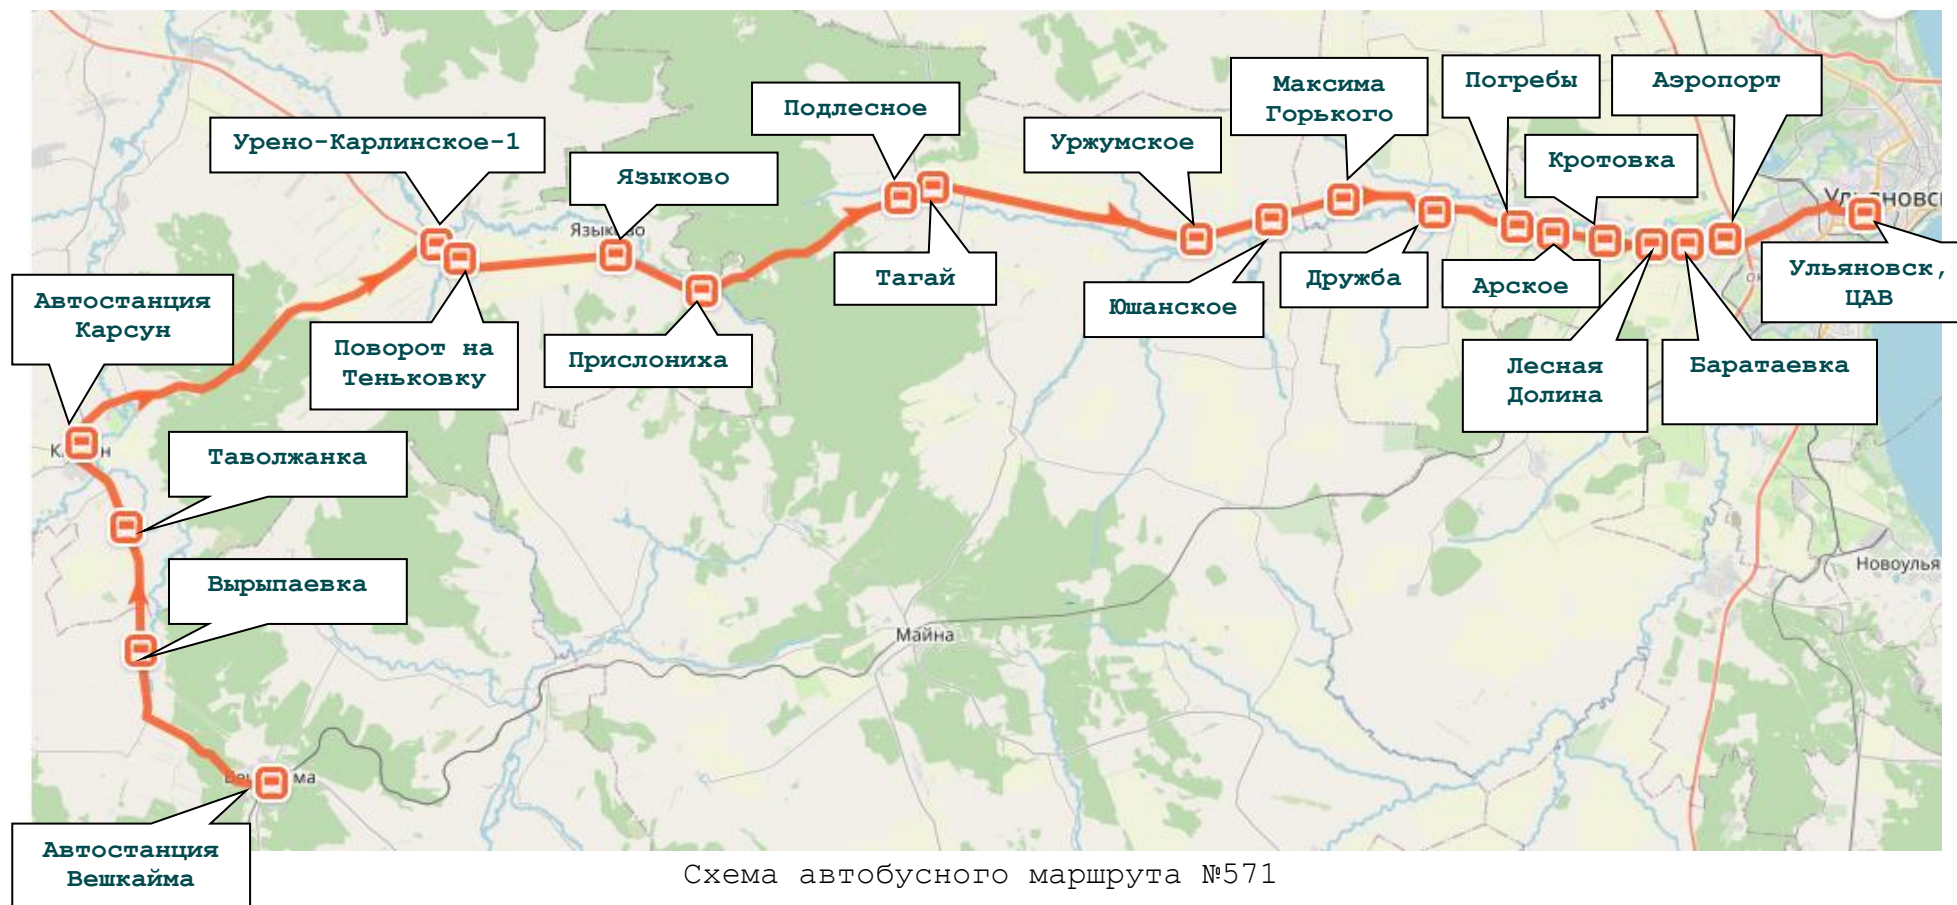 Максима
Горького
Погребы
Аэропорт
Подлесное
Урено-Карлинское-1
Уржумское
Кротовка
Языково
Языково
Ульяновск
Тагай
Дружба
Арское
Ульяновск,
ЦАВ
Юшанское
Автостанция
Карсун
Поворот на
Теньковку
Прислониха
Лесная
Долина
Баратаевка
Таволжанка
Вырыпаевка
Новоулья
Майна
Автостанция
Вешкайма
Схема автобусного маршрута №571